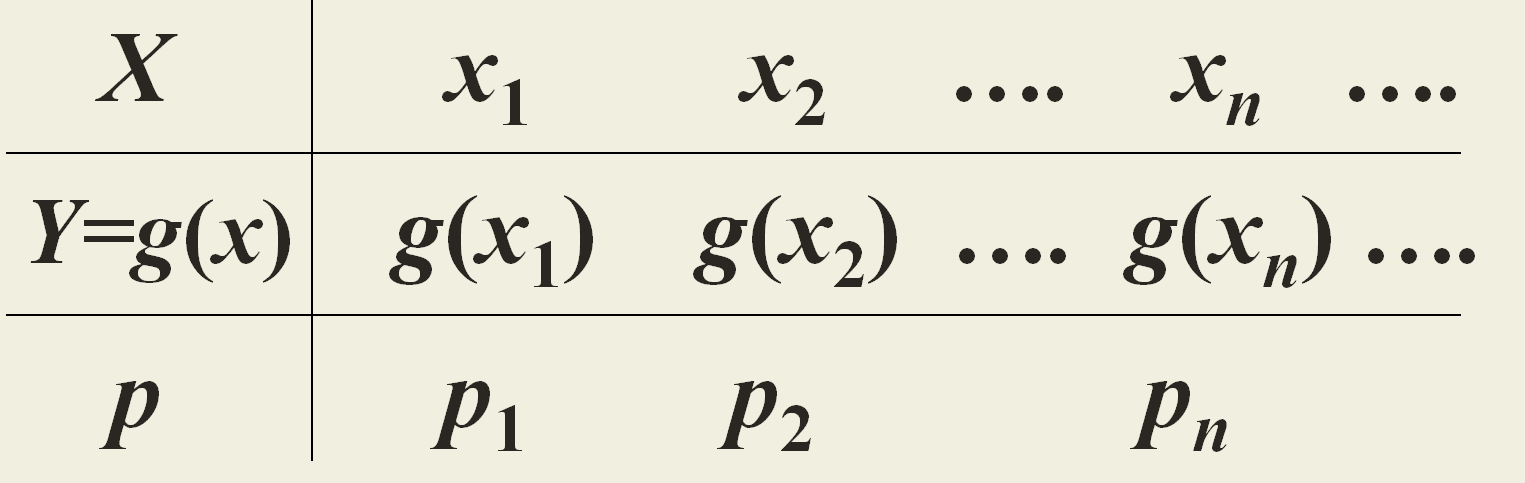 X x₁ x₂ .... xₙ ....
Y=g(x) g(x₁) g(x₂) .... g(xₙ) ....
p p₁ p₂ pₙ